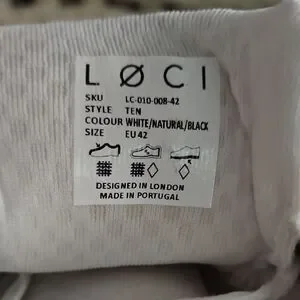 LØCI
SKU LC-010-008-42
STYLE TEN
COLOUR WHITE/NATURAL/BLACK
SIZE EU 42
DESIGNED IN LONDON
MADE IN PORTUGAL